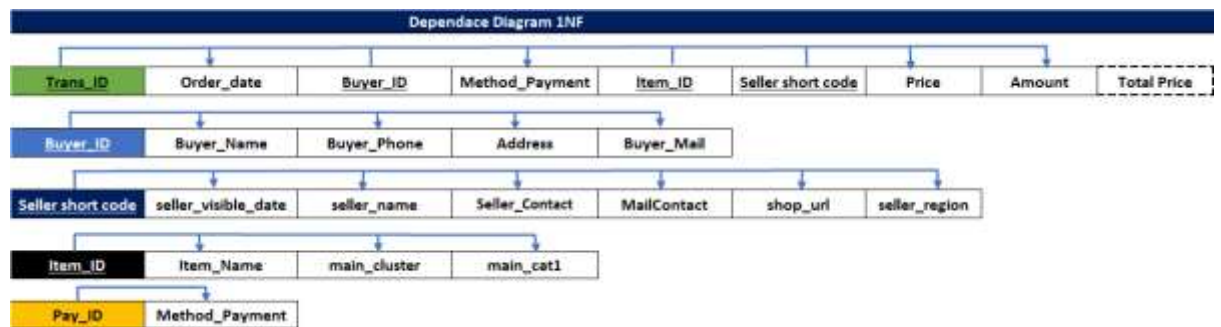 Dependace Diagram 1NF
Trans_ID Order_date Buyer_ID Method_Payment Item_ID Seller short code Price Amount Total Price
Buyer_ID Buyer_Name Buyer_Phone Address Buyer_Mail
Seller short code seller_visible_date seller_name Seller_Contact MailContact shop_url seller_region
Item_ID Item_Name main_cluster main_cat1
Pay_ID Method_Payment